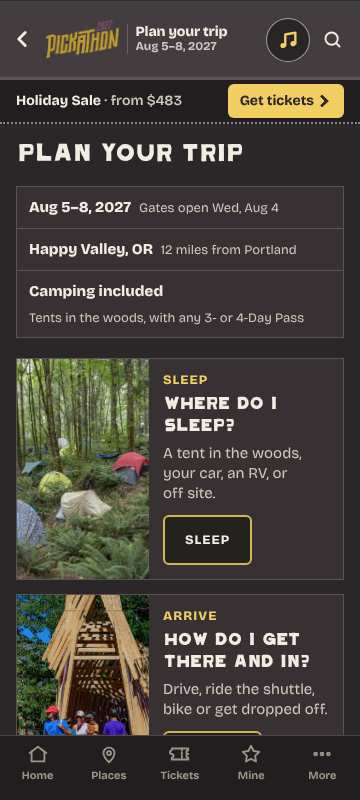 2027
PICKATHON
Plan your trip
Aug 5–8, 2027
Holiday Sale · from $483
Get tickets
PLAN YOUR TRIP
Aug 5–8, 2027 Gates open Wed, Aug 4
Happy Valley, OR 12 miles from Portland
Camping included
Tents in the woods, with any 3- or 4-Day Pass
SLEEP
WHERE DO I
SLEEP?
A tent in the woods,
your car, an RV, or
off site.
SLEEP
ARRIVE
HOW DO I GET
THERE AND IN?
Drive, ride the shuttle,
bike or get dropped off.
Home
Places
Tickets
Mine
More